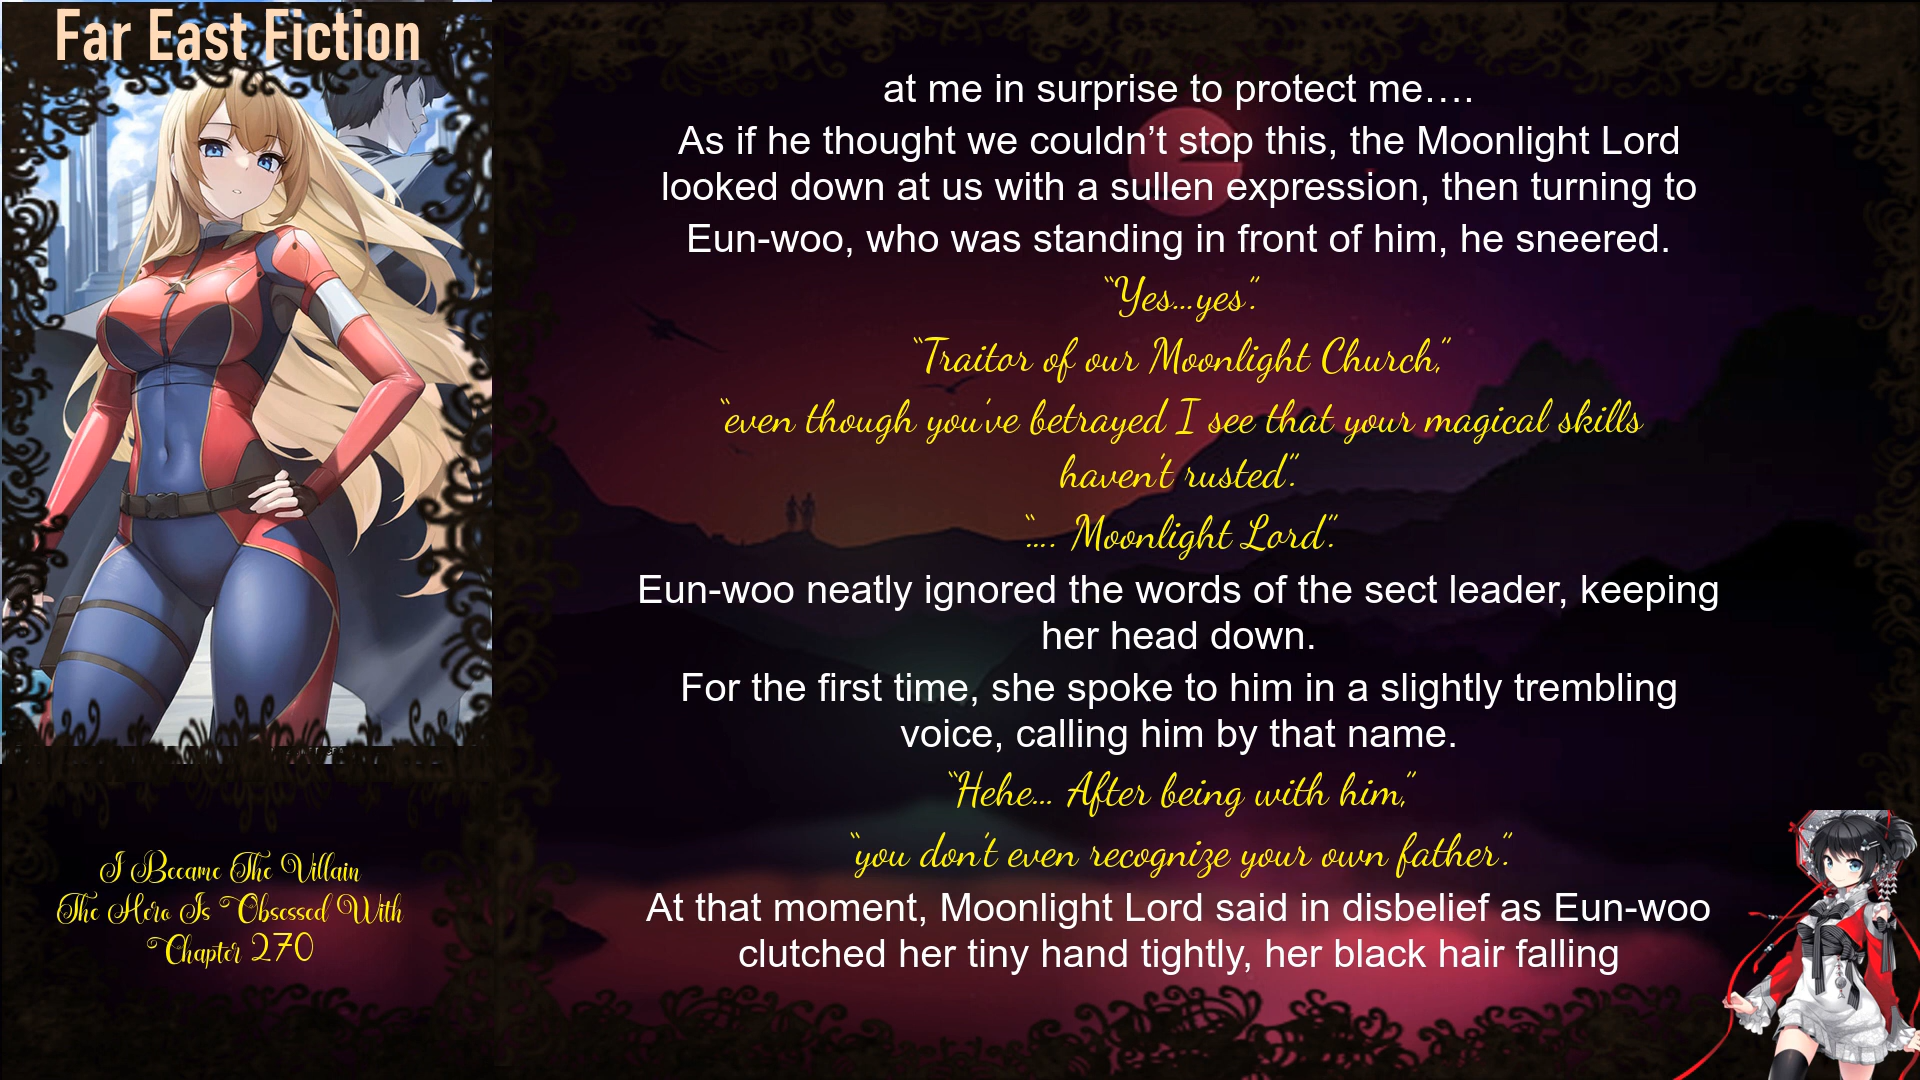 Far East Fiction
at me in surprise to protect me….
As if he thought we couldn’t stop this, the Moonlight Lord
looked down at us with a sullen expression, then turning to
Eun-woo, who was standing in front of him, he sneered.
“Yes...yes”.
“Traitor of our Moonlight Church,”
“even though you’ve betrayed I see that your magical skills
haven’t rusted”.
“…. Moonlight Lord”.
Eun-woo neatly ignored the words of the sect leader, keeping
her head down.
For the first time, she spoke to him in a slightly trembling
voice, calling him by that name.
“Hehe… After being with him,”
“you don’t even recognize your own father”.
At that moment, Moonlight Lord said in disbelief as Eun-woo
clutched her tiny hand tightly, her black hair falling
I Became The Villain
The Hero Is Obsessed With
Chapter 270